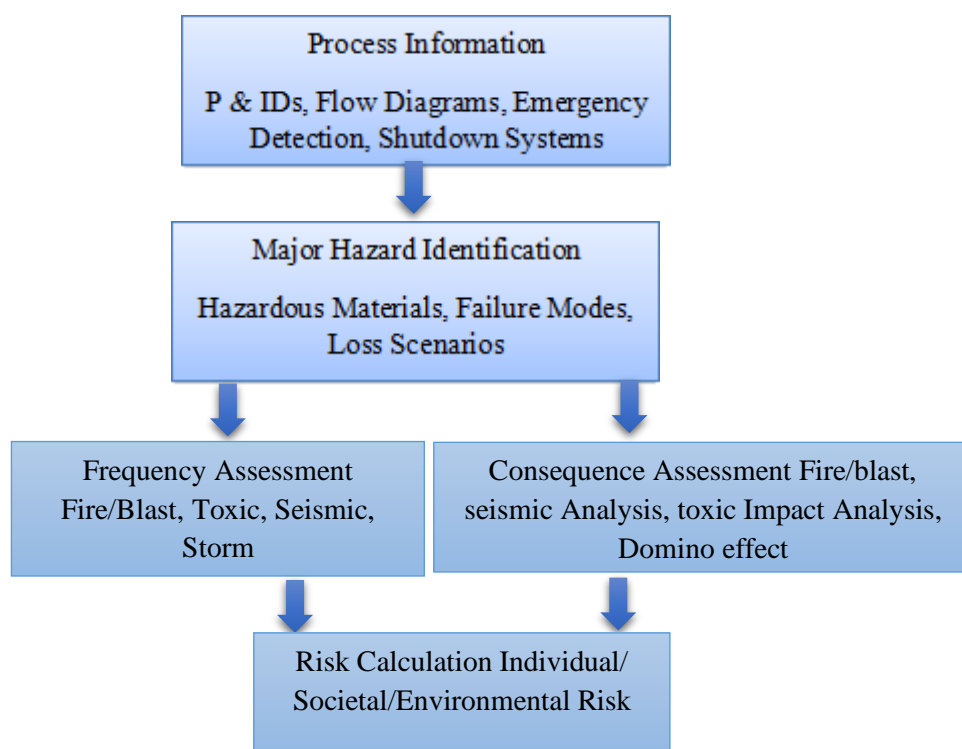 Process Information
P & IDs, Flow Diagrams, Emergency
Detection, Shutdown Systems
Major Hazard Identification
Hazardous Materials, Failure Modes,
Loss Scenarios
Frequency Assessment
Fire/Blast, Toxic, Seismic,
Storm
Consequence Assessment Fire/blast,
seismic Analysis, toxic Impact Analysis,
Domino effect
Risk Calculation Individual/
Societal/Environmental Risk